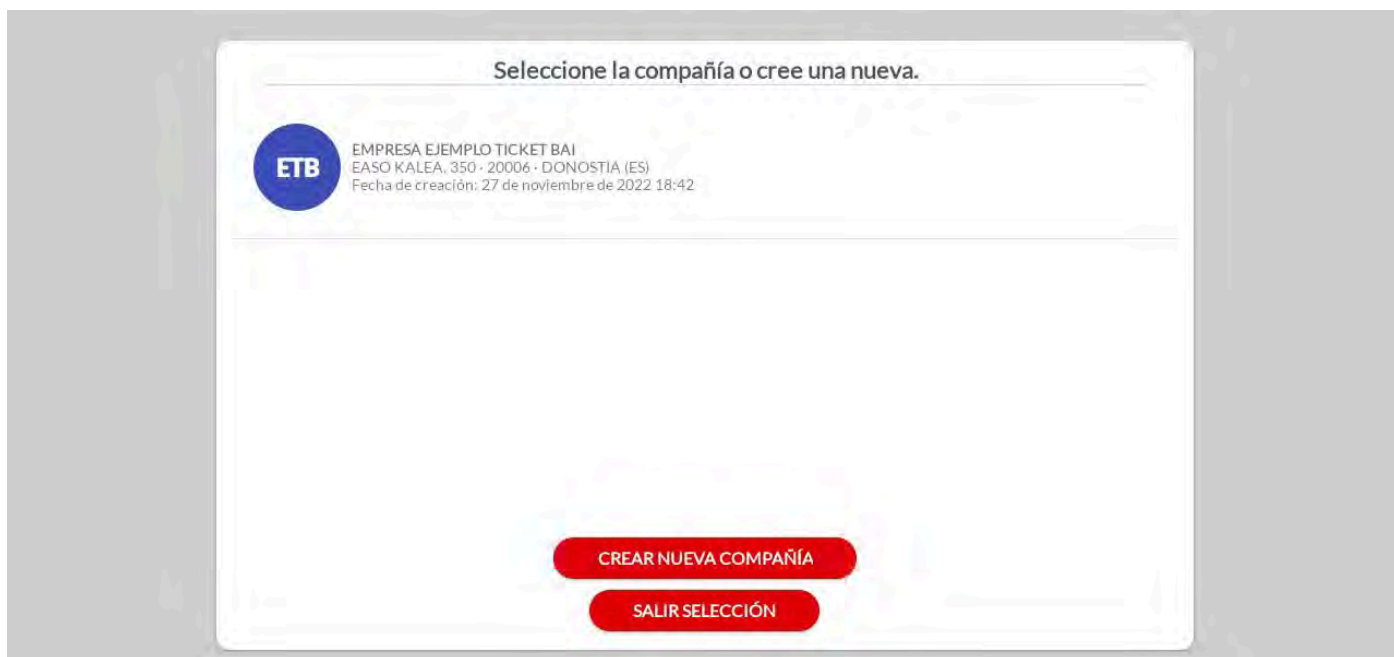 Seleccione la compañía o cree una nueva.
ETB
EMPRESA EJEMPLO TICKET BAI
EASO KALEA, 350 · 20006 · DONOSTIA (ES)
Fecha de creación: 27 de noviembre de 2022 18:42
CREAR NUEVA COMPAÑÍA
SALIR SELECCIÓN